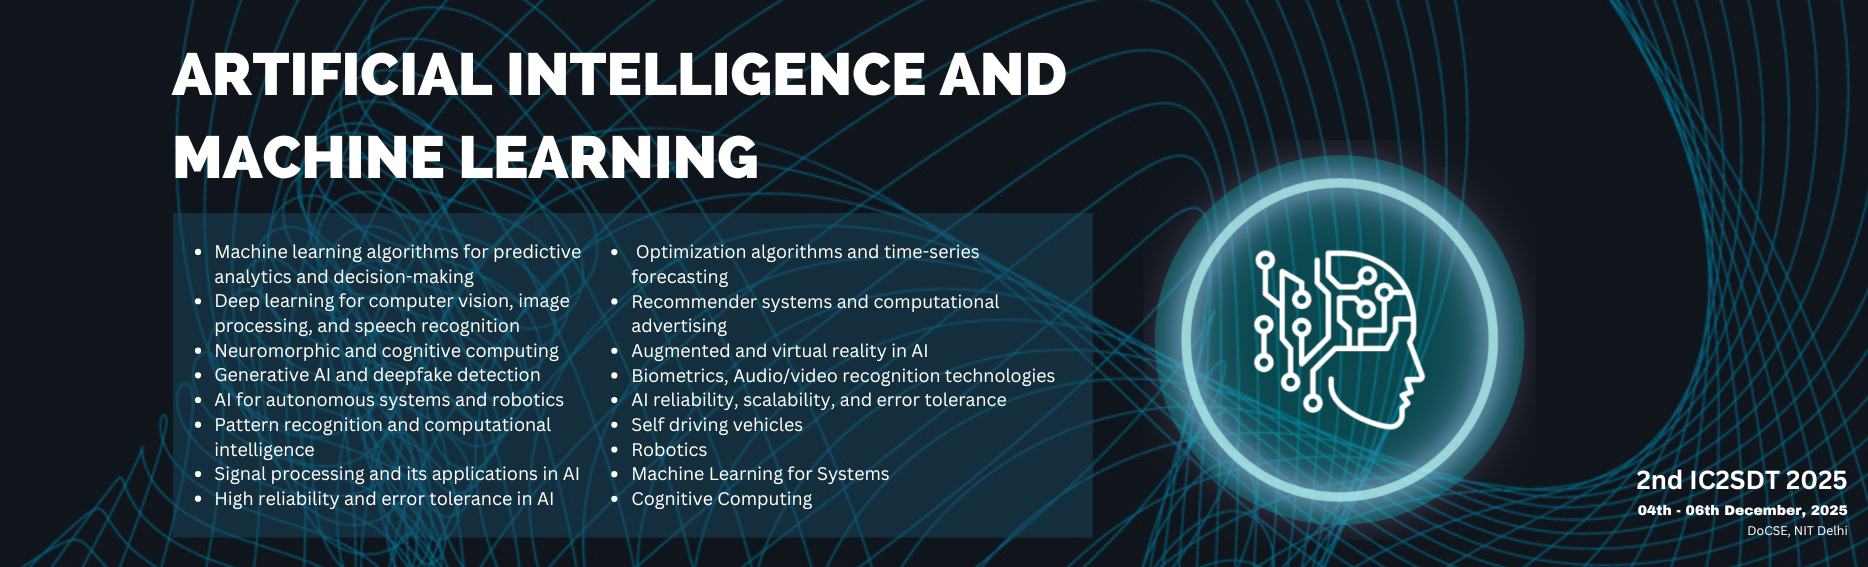 ARTIFICIAL INTELLIGENCE AND
MACHINE LEARNING
• Machine learning algorithms for predictive
analytics and decision-making
• Deep learning for computer vision, image
processing, and speech recognition
• Neuromorphic and cognitive computing
• Generative AI and deepfake detection
• AI for autonomous systems and robotics
• Pattern recognition and computational
intelligence
• Signal processing and its applications in AI
• High reliability and error tolerance in AI
• Optimization algorithms and time-series
forecasting
• Recommender systems and computational
advertising
• Augmented and virtual reality in AI
• Biometrics, Audio/video recognition technologies
• AI reliability, scalability, and error tolerance
• Self driving vehicles
• Robotics
• Machine Learning for Systems
• Cognitive Computing
2nd IC2SDT 2025
04th - 06th December, 2025
DoCSE, NIT Delhi